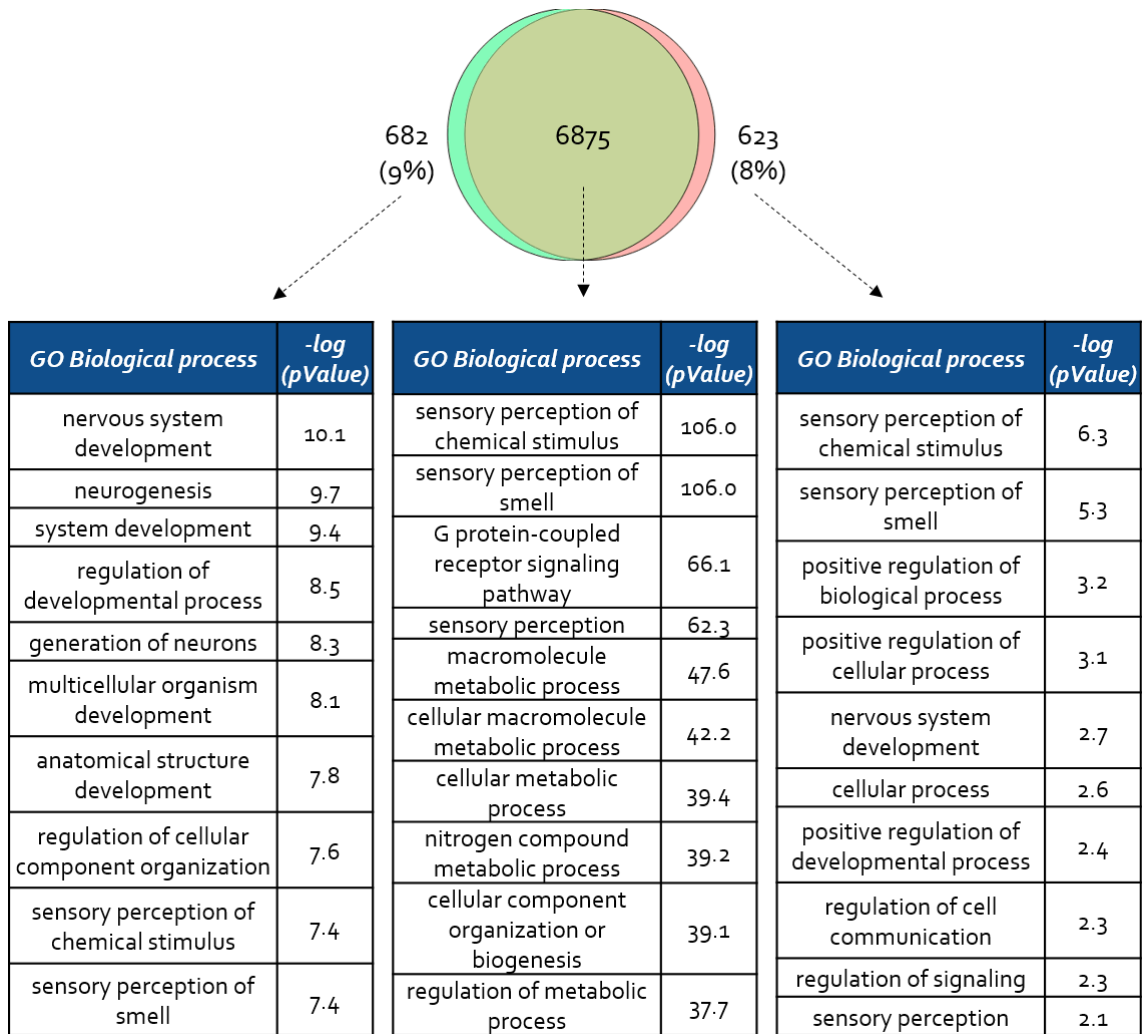 682
(9%)
6875
623
(8%)
GO Biological process
-log
(pValue)
nervous system
development
10.1
neurogenesis
9.7
system development
9.4
regulation of
developmental process
8.5
generation of neurons
8.3
multicellular organism
development
8.1
anatomical structure
development
7.8
regulation of cellular
component organization
7.6
sensory perception of
chemical stimulus
7.4
sensory perception of
smell
7.4
GO Biological process
-log
(pValue)
sensory perception of
chemical stimulus
106.0
sensory perception of
smell
106.0
G protein-coupled
receptor signaling
pathway
66.1
sensory perception
62.3
macromolecule
metabolic process
47.6
cellular macromolecule
metabolic process
42.2
cellular metabolic
process
39.4
nitrogen compound
metabolic process
39.2
cellular component
organization or
biogenesis
39.1
regulation of metabolic
process
37.7
GO Biological process
-log
(pValue)
sensory perception of
chemical stimulus
6.3
sensory perception of
smell
5.3
positive regulation of
biological process
3.2
positive regulation of
cellular process
3.1
nervous system
development
2.7
cellular process
2.6
positive regulation of
developmental process
2.4
regulation of cell
communication
2.3
regulation of signaling
2.3
sensory perception
2.1